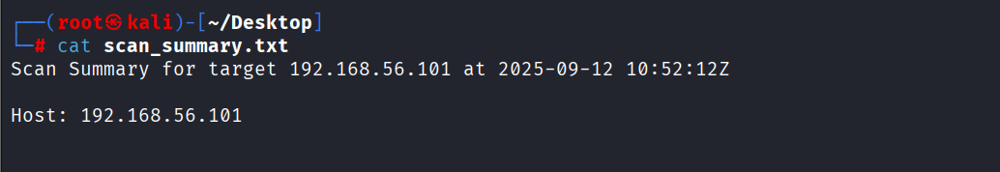 ┌──(root㉿kali)-[~/Desktop]
└─# cat scan_summary.txt
Scan Summary for target 192.168.56.101 at 2025-09-12 10:52:12Z
Host: 192.168.56.101